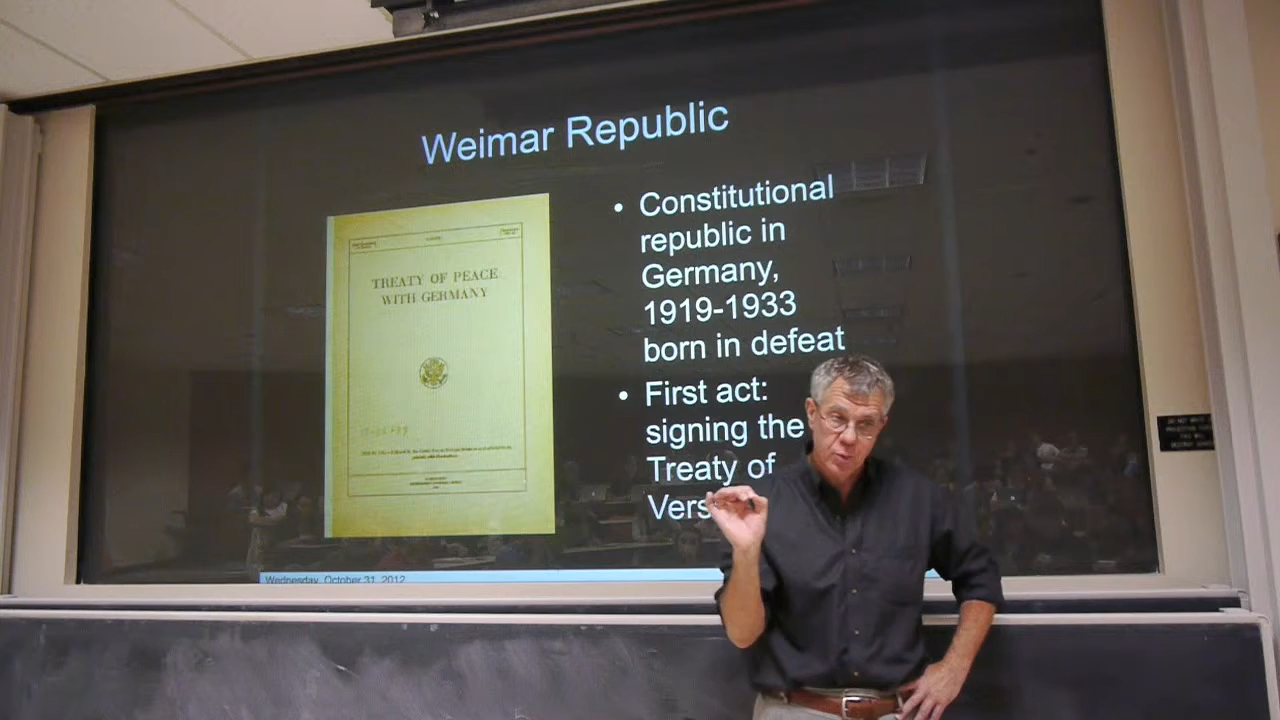 Weimar Republic
• Constitutional
republic in
Germany,
1919-1933
born in defeat
• First act:
signing the
Treaty of
Vers
TREATY OF PEACE
WITH GERMANY
Wednesday, October 31, 2012